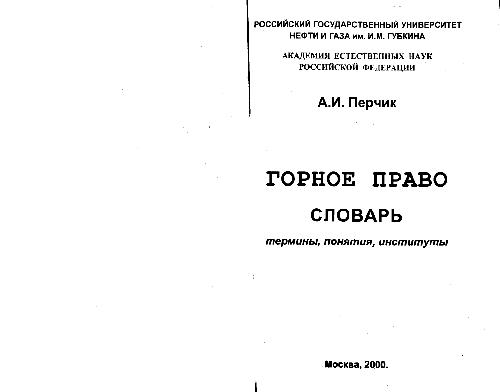 РОССИЙСКИЙ ГОСУДАРСТВЕННЫЙ УНИВЕРСИТЕТ
НЕФТИ И ГАЗА им. И.М. ГУБКИНА
АКАДЕМИЯ ЕСТЕСТВЕННЫХ НАУК
РОССИЙСКОЙ ФЕДЕРАЦИИ
А.И. Перчик
ГОРНОЕ ПРАВО
СЛОВАРЬ
термины, понятия, институты
Москва, 2000.